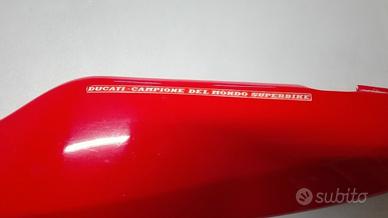 DUCATI - CAMPIONE DEL MONDO SUPERBIKE
subito